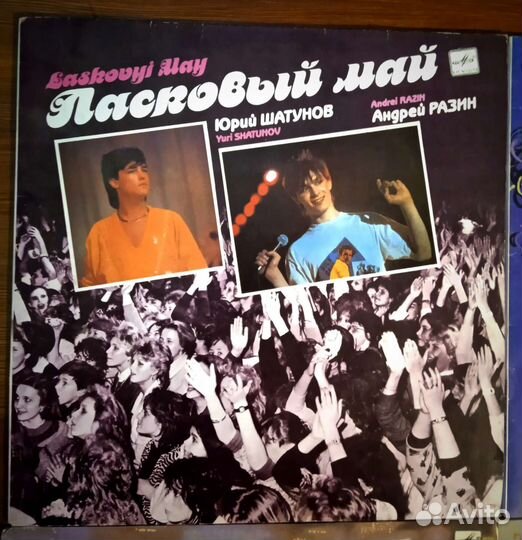 Laskovyi May
Ласковый май
Юрий ШАТУНОВ
Yuri SHATUNOV
Andrei RAZIN
Андрей РАЗИН
Avito